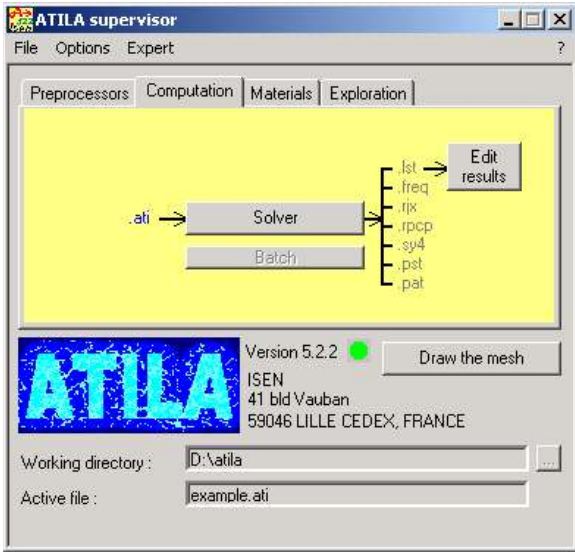 ATILA supervisor
File Options Expert ?
Preprocessors Computation Materials Exploration
.ati
Solver
Batch
.lst
.freq
.rjx
.rpcp
.sy4
.pst
.pat
Edit
results
ATILA
Version 5.2.2
ISEN
41 bld Vauban
59046 LILLE CEDEX, FRANCE
Draw the mesh
Working directory : D:\atila ...
Active file : example.ati